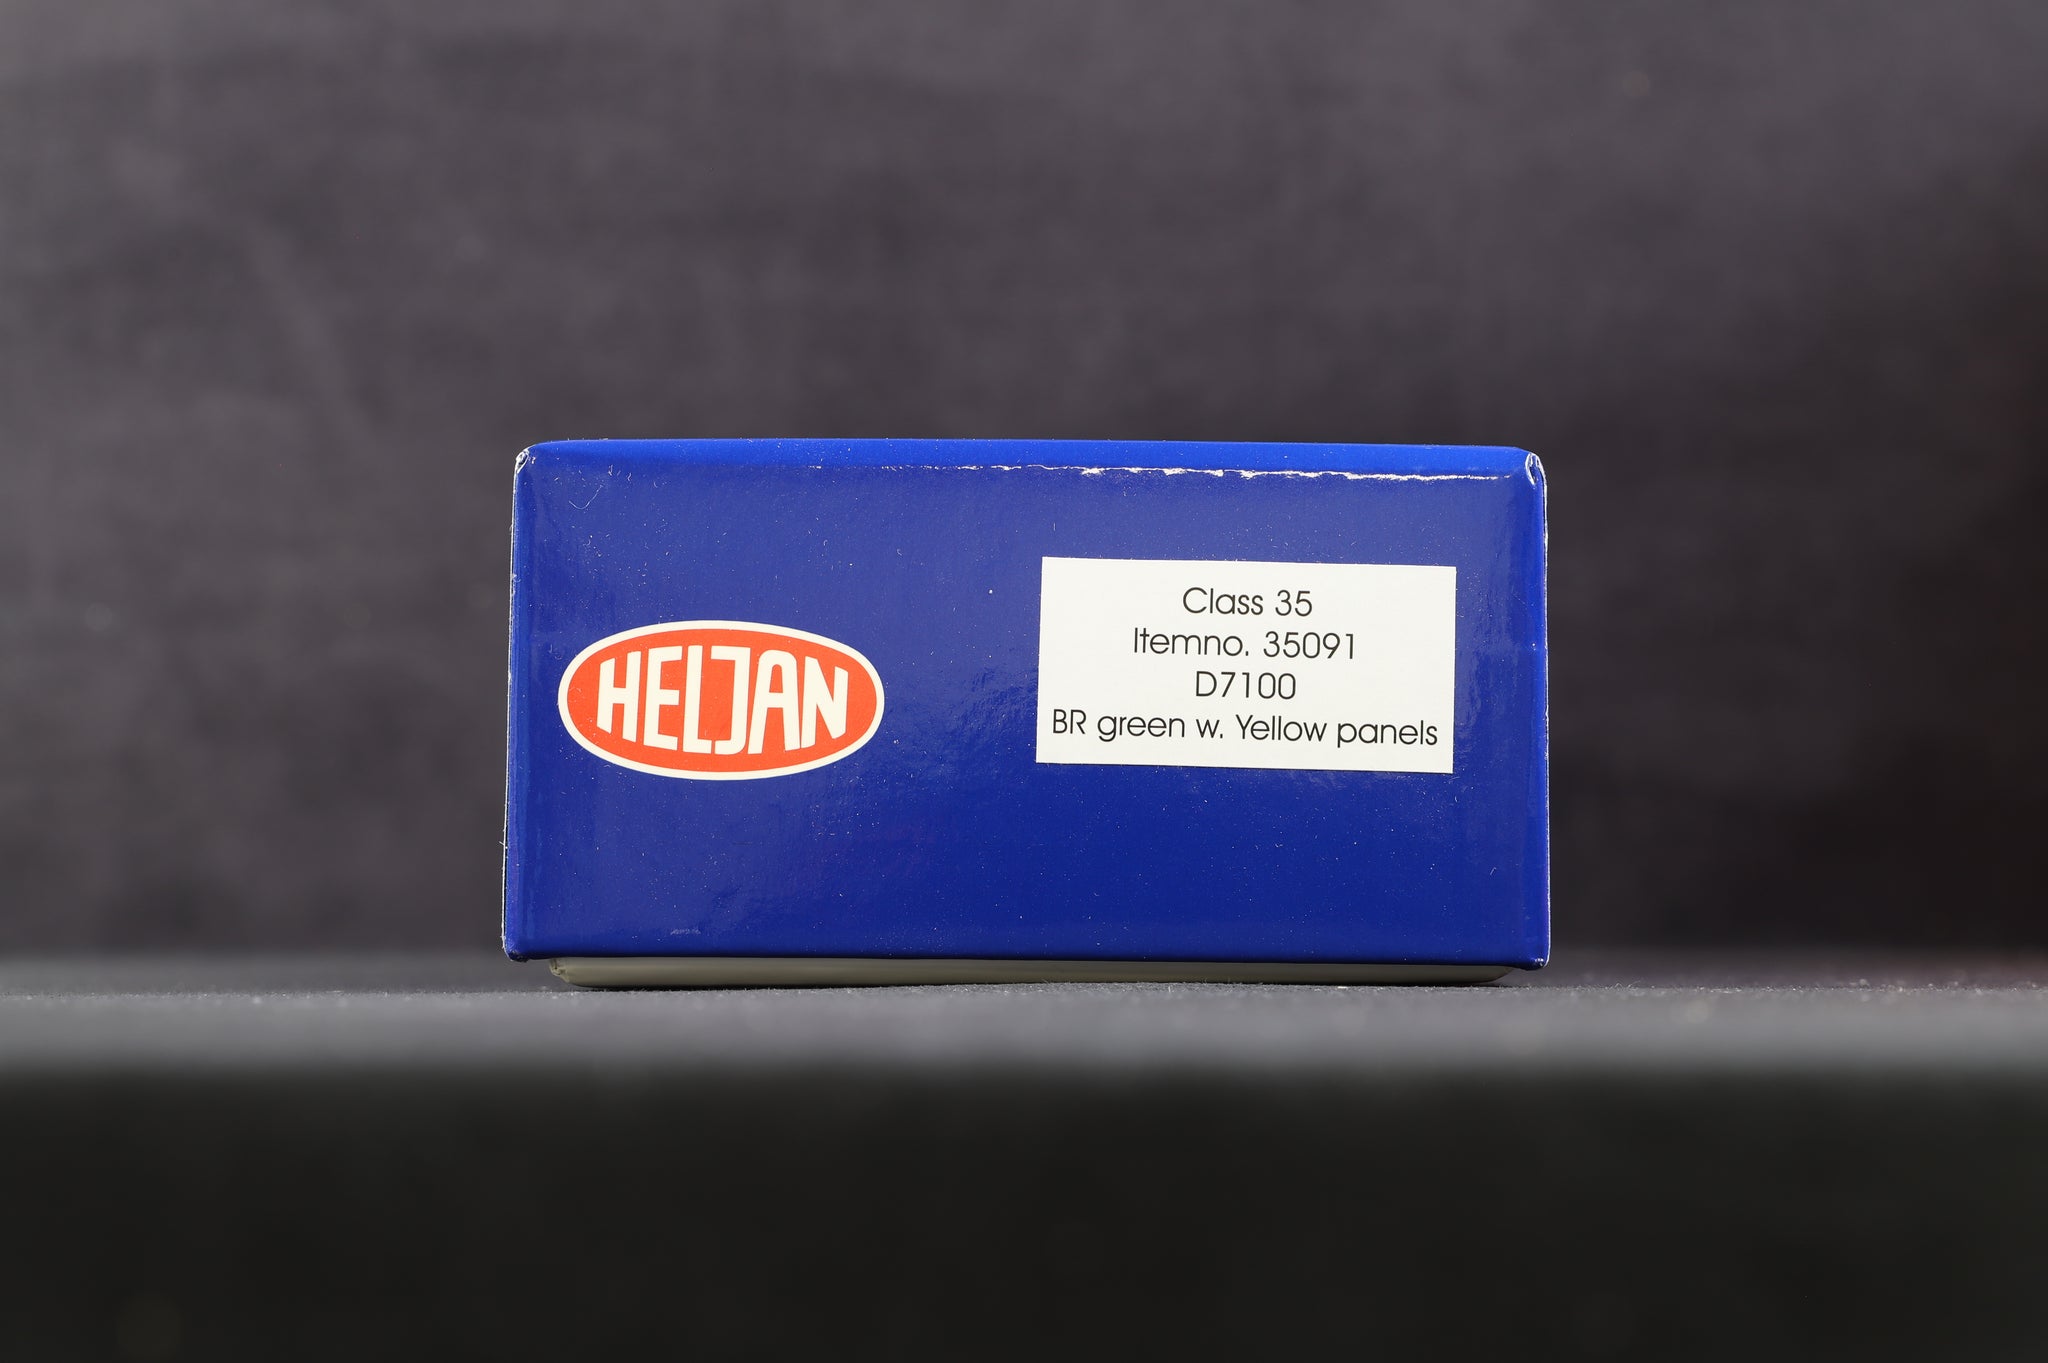 HELJAN
Class 35
Itemno. 35091
D7100
BR green w. Yellow panels